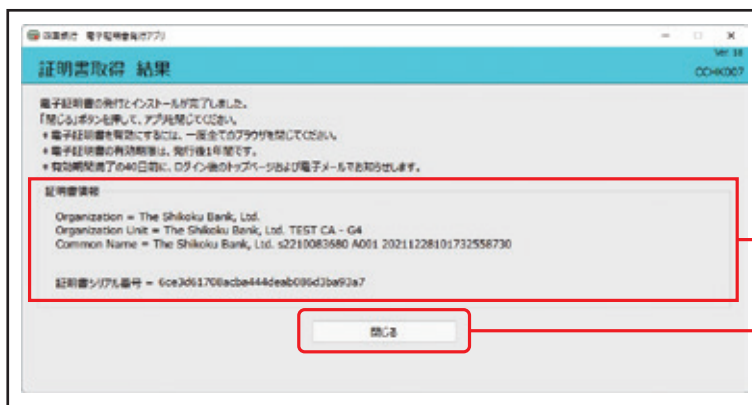 四国銀行 電子証明書発行アプリ
Ver 18
証明書取得 結果
CCHK007
電子証明書の発行とインストールが完了しました。
「閉じる」ボタンを押して、アプリを閉じてください。
* 電子証明書を有効にするには、一度全てのブラウザを閉じてください。
* 電子証明書の有効期限は、発行後1年間です。
* 有効期間満了の40日前に、ログイン後のトップページおよび電子メールでお知らせします。
証明書情報
Organization = The Shikoku Bank, Ltd.
Organization Unit = The Shikoku Bank, Ltd. TEST CA - G4
Common Name = The Shikoku Bank, Ltd. s2210083680 A001 20211228101732558730
証明書シリアル番号 =
閉じる